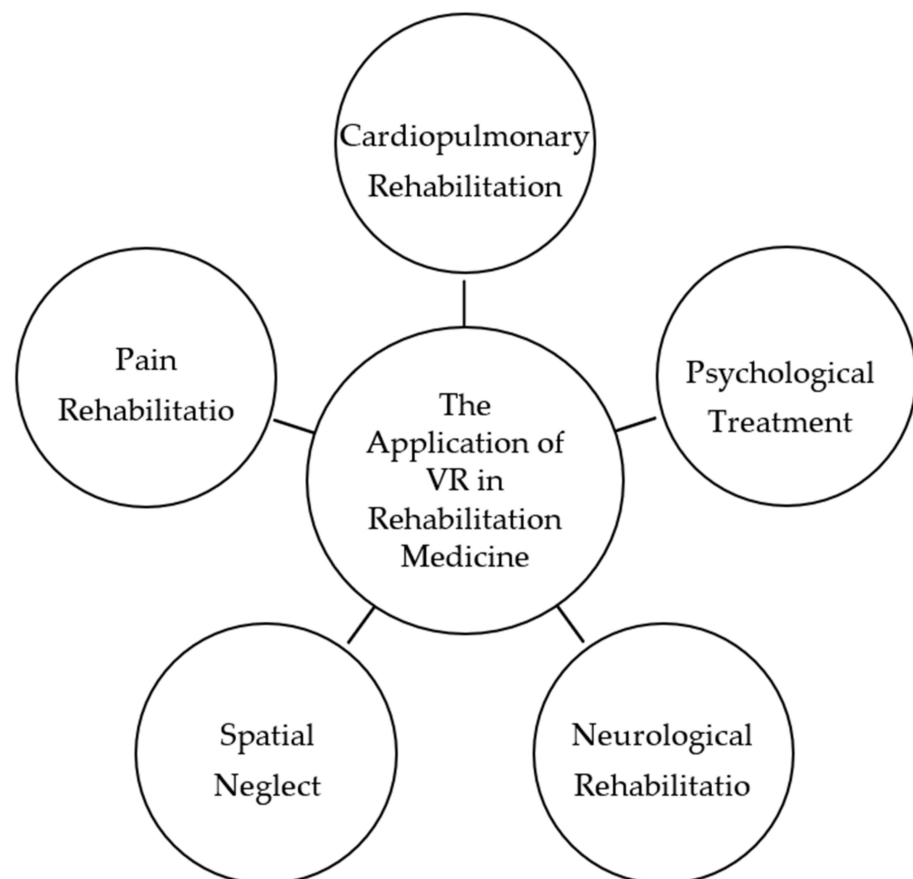 Cardiopulmonary
Rehabilitation
Pain
Rehabilitatio
Psychological
Treatment
The
Application of
VR in
Rehabilitation
Medicine
Spatial
Neglect
Neurological
Rehabilitatio